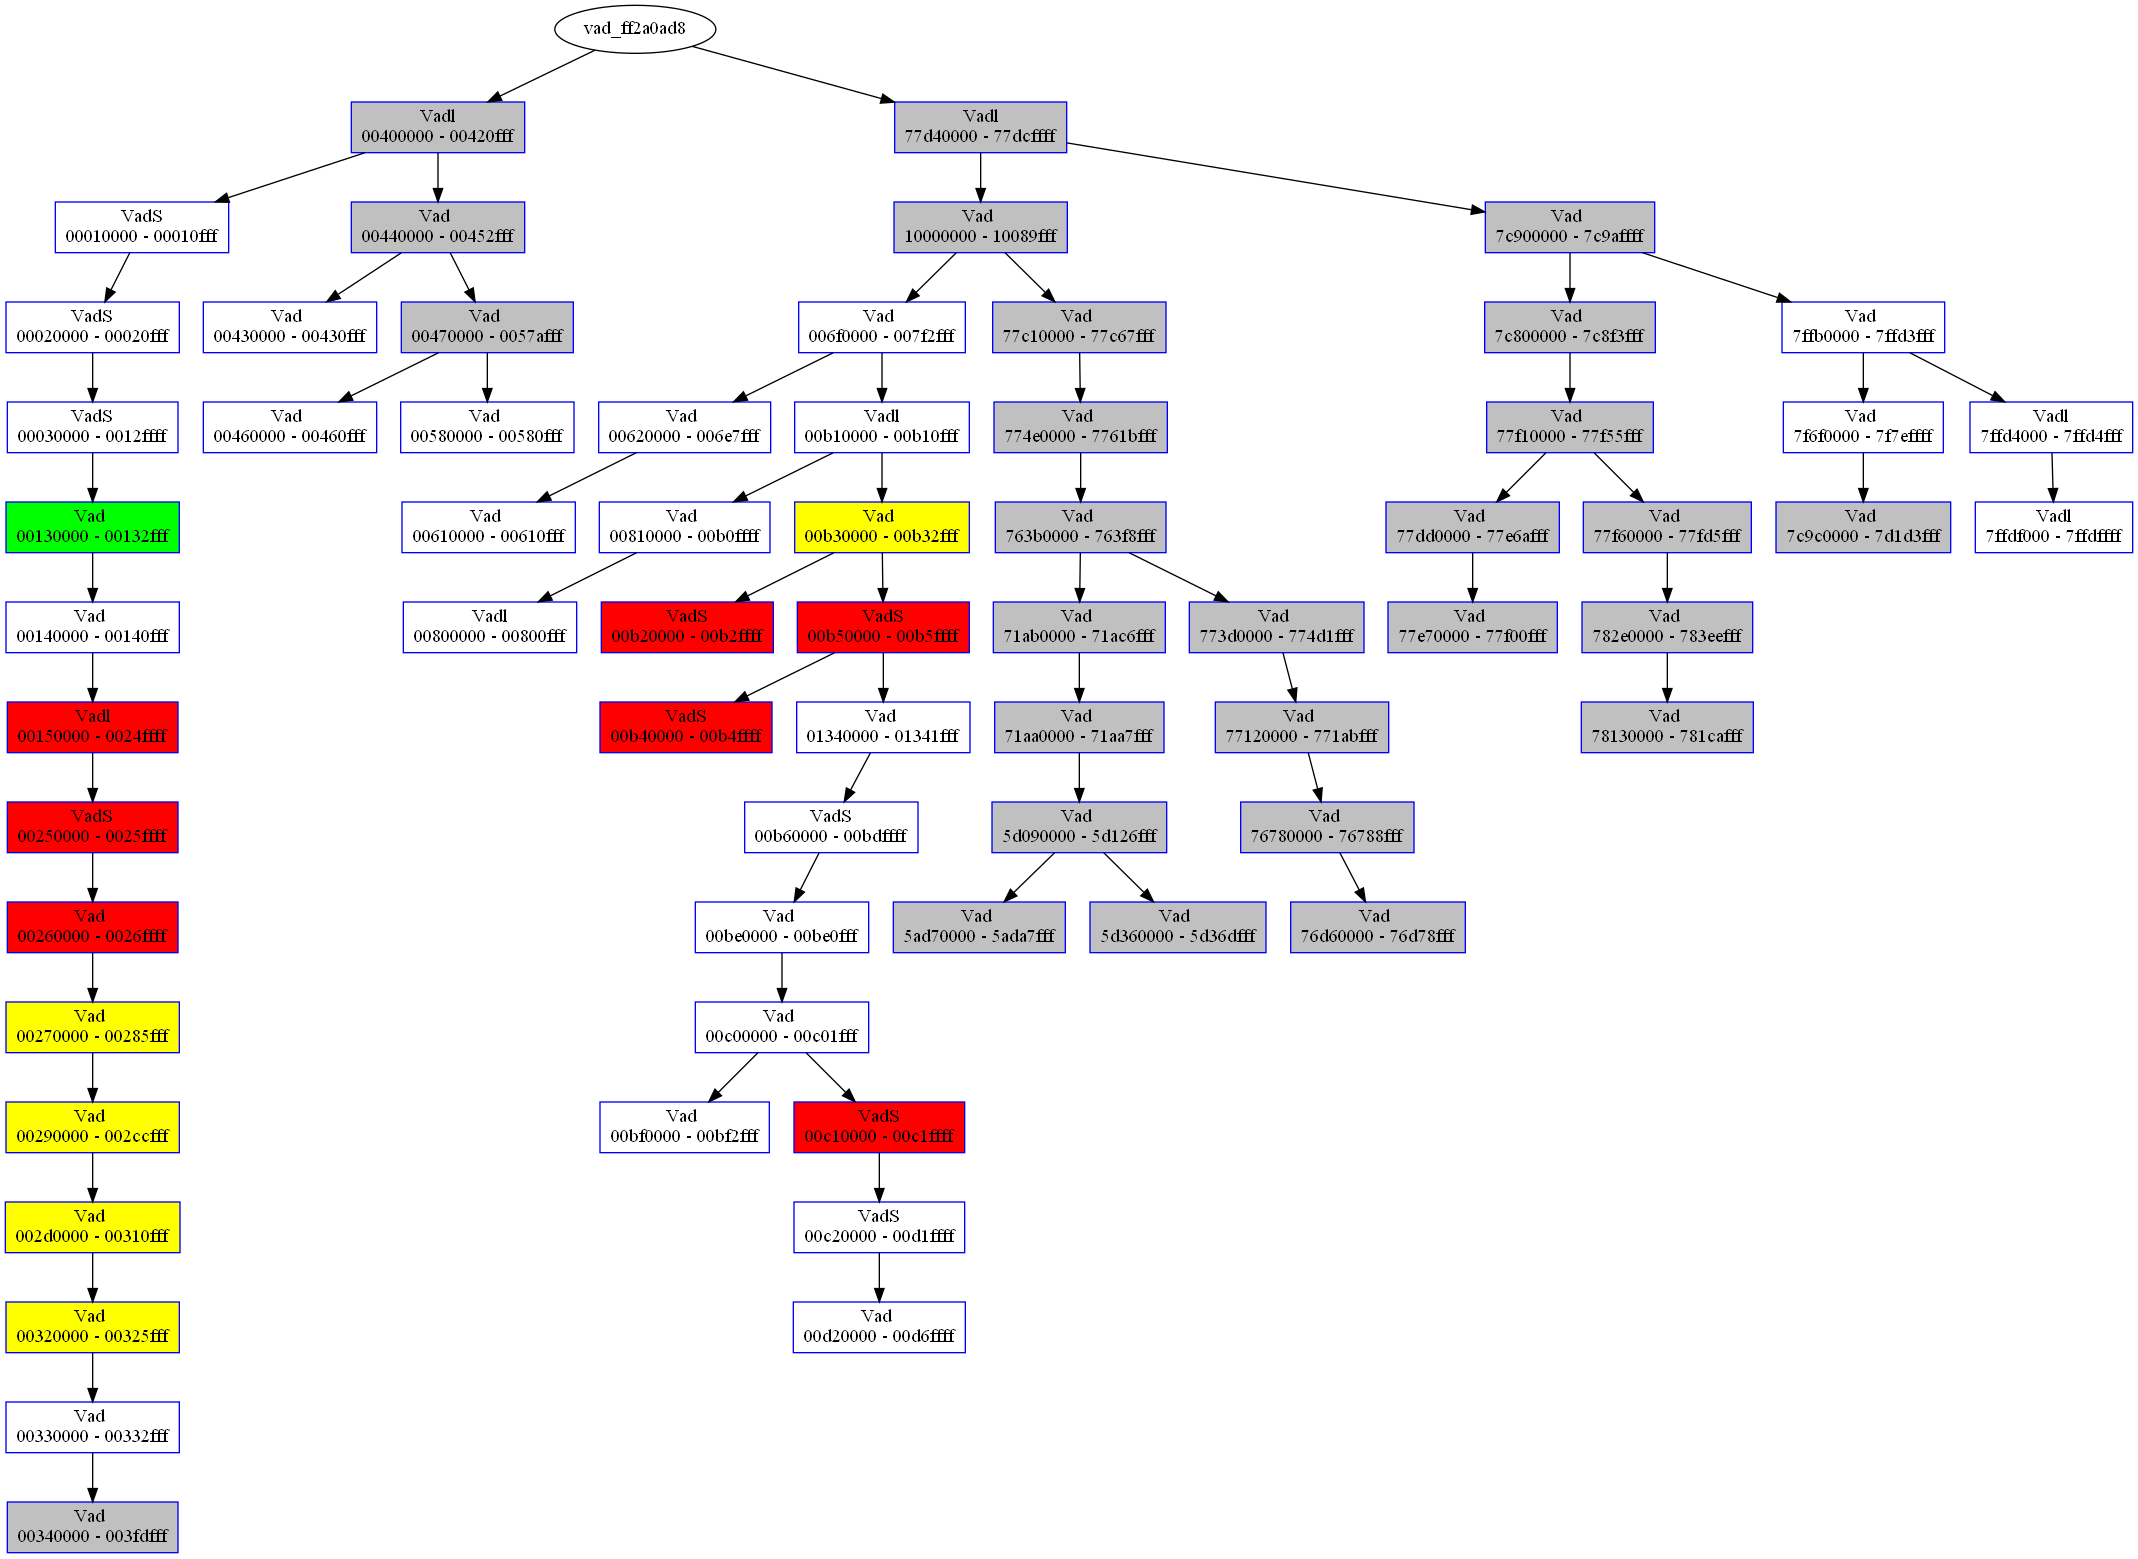 vad_ff2a0ad8
Vadl
00400000 - 00420fff
Vadl
77d40000 - 77dcffff
VadS
00010000 - 00010fff
Vad
00440000 - 00452fff
Vad
10000000 - 10089fff
Vad
7c900000 - 7c9affff
VadS
00020000 - 00020fff
Vad
00430000 - 00430fff
Vad
00470000 - 0057afff
Vad
006f0000 - 007f2fff
Vad
77c10000 - 77c67fff
Vad
7c800000 - 7c8f3fff
Vad
7ffb0000 - 7ffd3fff
VadS
00030000 - 0012ffff
Vad
00460000 - 00460fff
Vad
00580000 - 00580fff
Vad
00620000 - 006e7fff
Vadl
00b10000 - 00b10fff
Vad
774e0000 - 7761bfff
Vad
77f10000 - 77f55fff
Vad
7f6f0000 - 7f7effff
Vadl
7ffd4000 - 7ffd4fff
Vad
00130000 - 00132fff
Vad
00610000 - 00610fff
Vad
00810000 - 00b0ffff
Vad
00b30000 - 00b32fff
Vad
763b0000 - 763f8fff
Vad
77dd0000 - 77e6afff
Vad
77f60000 - 77fd5fff
Vad
7c9c0000 - 7d1d3fff
Vadl
7ffdf000 - 7ffdffff
Vad
00140000 - 00140fff
Vadl
00800000 - 00800fff
VadS
00b20000 - 00b2ffff
VadS
00b50000 - 00b5ffff
Vad
71ab0000 - 71ac6fff
Vad
773d0000 - 774d1fff
Vad
77e70000 - 77f00fff
Vad
782e0000 - 783eefff
Vadl
00150000 - 0024ffff
VadS
00b40000 - 00b4ffff
Vad
01340000 - 01341fff
Vad
71aa0000 - 71aa7fff
Vad
77120000 - 771abfff
Vad
78130000 - 781cafff
VadS
00250000 - 0025ffff
VadS
00b60000 - 00bdffff
Vad
5d090000 - 5d126fff
Vad
76780000 - 76788fff
Vad
00260000 - 0026ffff
Vad
00be0000 - 00be0fff
Vad
5ad70000 - 5ada7fff
Vad
5d360000 - 5d36dfff
Vad
76d60000 - 76d78fff
Vad
00270000 - 00285fff
Vad
00c00000 - 00c01fff
Vad
00290000 - 002ccfff
Vad
00bf0000 - 00bf2fff
VadS
00c10000 - 00c1ffff
Vad
002d0000 - 00310fff
VadS
00c20000 - 00d1ffff
Vad
00320000 - 00325fff
Vad
00d20000 - 00d6ffff
Vad
00330000 - 00332fff
Vad
00340000 - 003fdfff